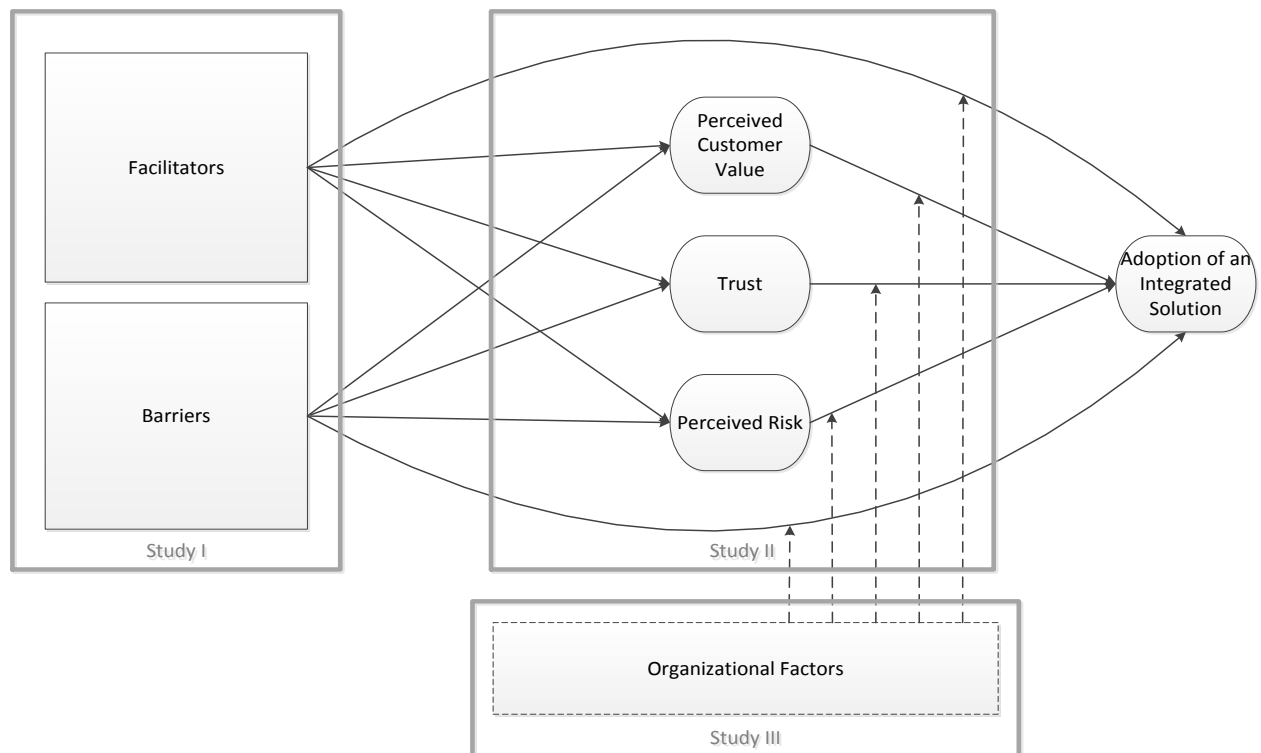 Facilitators
Barriers
Study I
Perceived
Customer
Value
Trust
Perceived Risk
Study II
Adoption of an
Integrated
Solution
Organizational Factors
Study III